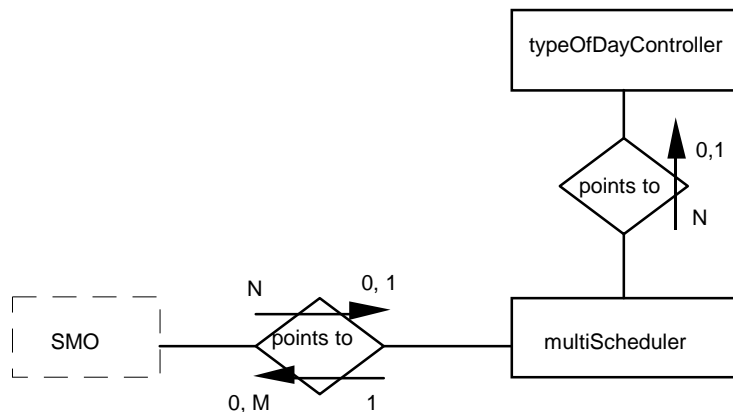 typeOfDayController
0,1
points to
N
N
0, 1
SMO
points to
multiScheduler
0, M
1